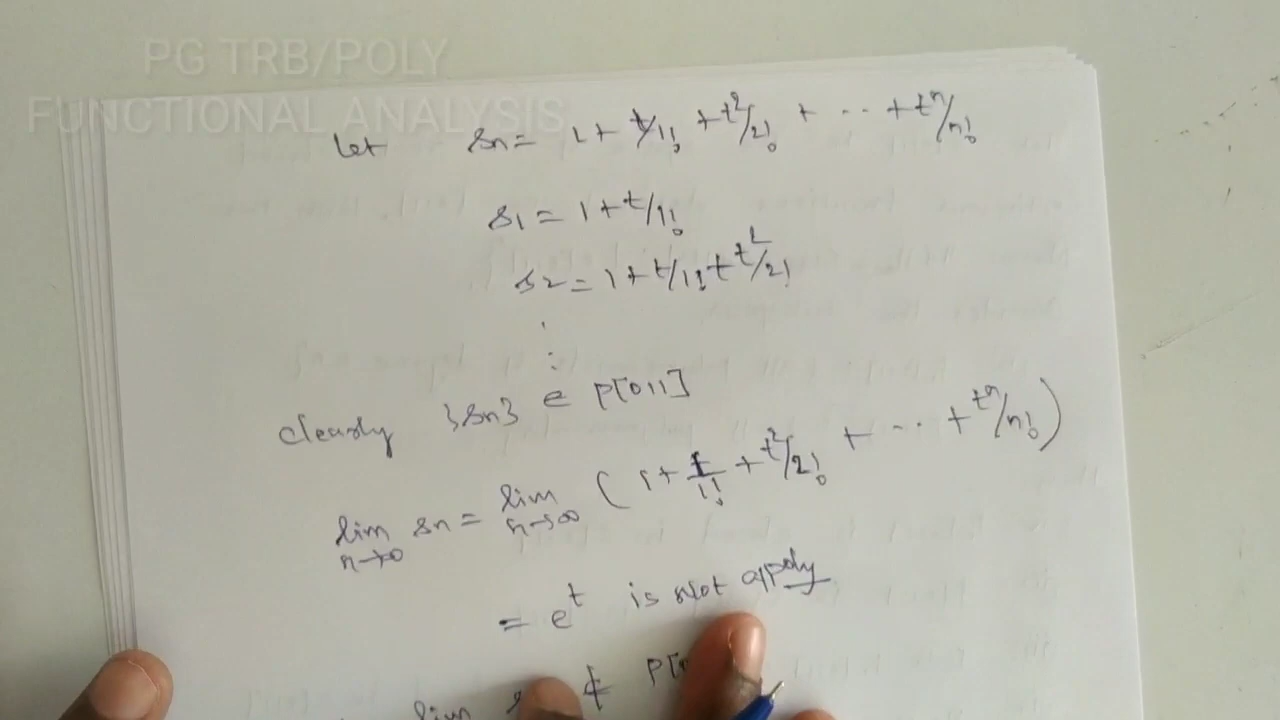 PG TRB/POLY
FUNCTIONAL ANALYSIS
Let sn = 1 + t/1! + t²/2! + ... + tⁿ/n!
s1 = 1 + t/1!
s2 = 1 + t/1! + t²/2!
:
clearly {sn} ∈ P[0,1]
lim n→∞ sn = lim n→∞ (1 + t/1! + t²/2! + ... + tⁿ/n!)
= eᵗ is not a poly
lim s ∉ P[